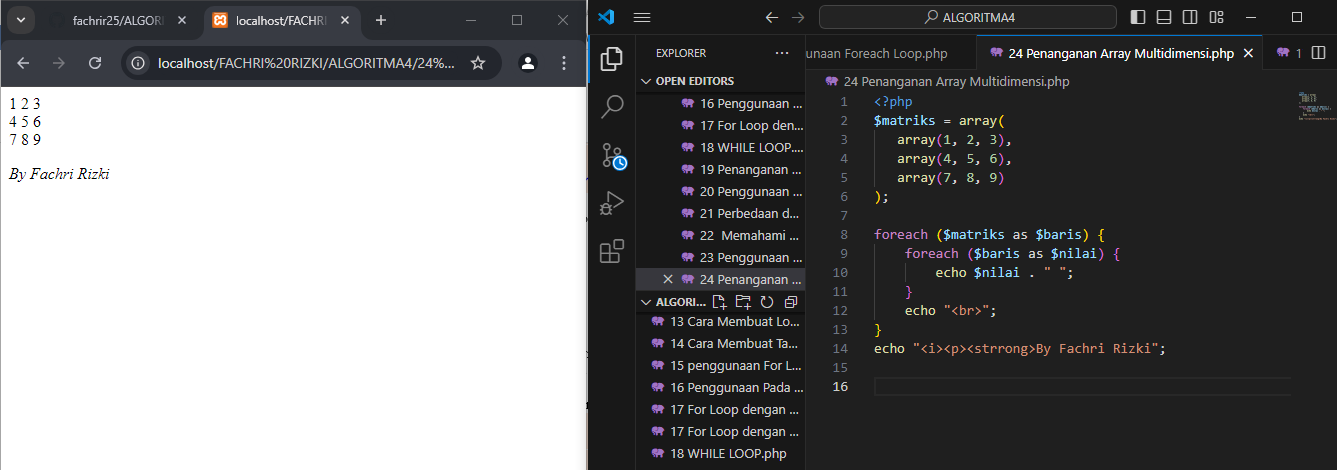 fachrir25/ALGOR
localhost/FACHRI
localhost/FACHRI%20RIZKI/ALGORITMA4/24%...
1 2 3
4 5 6
7 8 9
By Fachri Rizki
ALGORITMA4
EXPLORER
OPEN EDITORS
16 Penggunaan ...
17 For Loop den...
18 WHILE LOOP....
19 Penanganan ...
20 Penggunaan ...
21 Perbedaan d...
22 Memahami ...
23 Penggunaan ...
24 Penanganan ...
ALGORI...
13 Cara Membuat Lo...
14 Cara Membuat Ta...
15 penggunaan For L...
16 Penggunaan Pada ...
17 For Loop dengan ...
17 For Loop dengan ...
18 WHILE LOOP.php
unaan Foreach Loop.php
24 Penanganan Array Multidimensi.php
1
24 Penanganan Array Multidimensi.php
1 <?php
2 $matriks = array(
3 array(1, 2, 3),
4 array(4, 5, 6),
5 array(7, 8, 9)
6 );
7
8 foreach ($matriks as $baris) {
9 foreach ($baris as $nilai) {
10 echo $nilai . " ";
11 }
12 echo "<br>";
13 }
14 echo "<i><p><strrong>By Fachri Rizki";
15
16